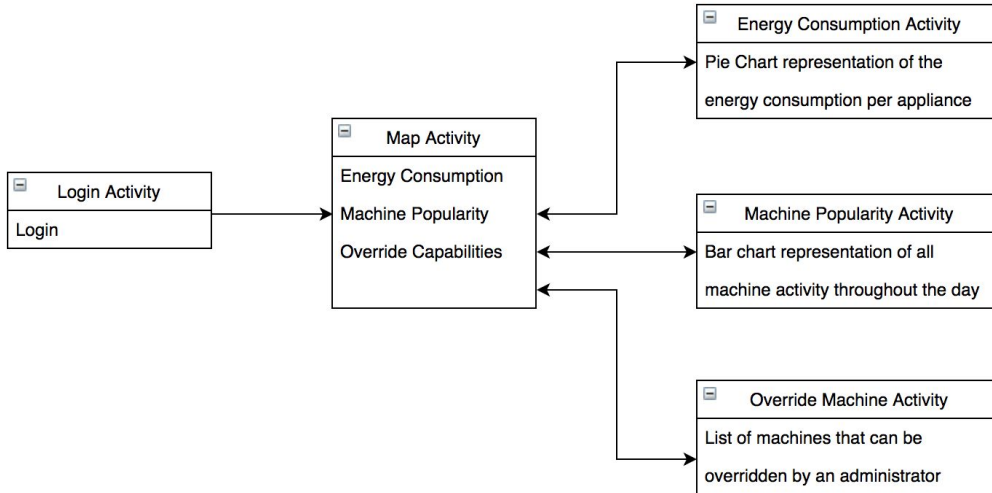 Login Activity
Login
Map Activity
Energy Consumption
Machine Popularity
Override Capabilities
Energy Consumption Activity
Pie Chart representation of the
energy consumption per appliance
Machine Popularity Activity
Bar chart representation of all
machine activity throughout the day
Override Machine Activity
List of machines that can be
overridden by an administrator